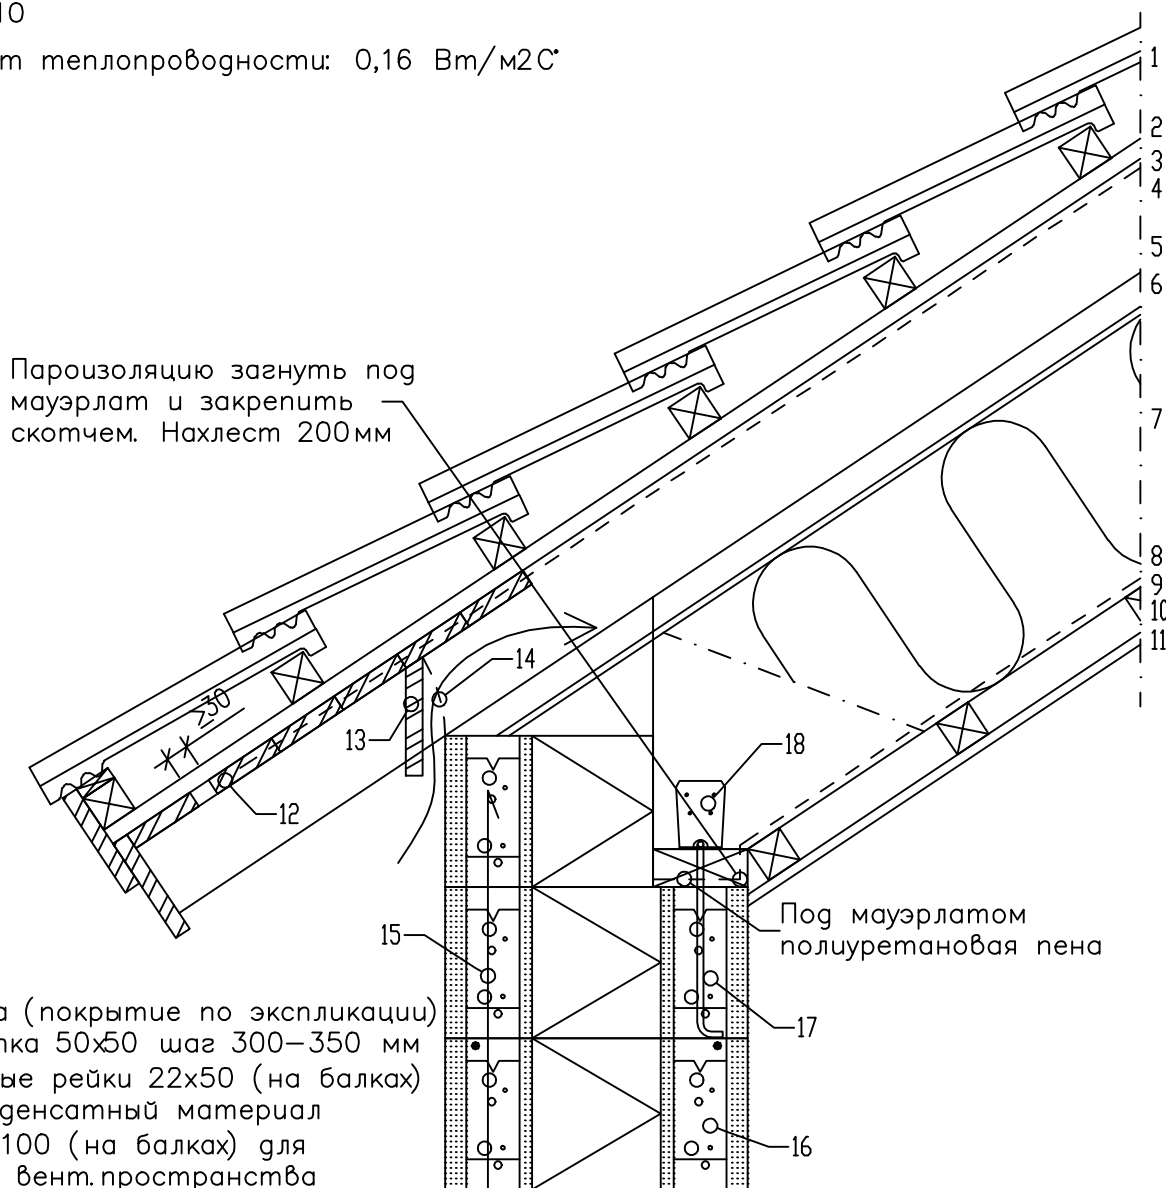 10
т теплопроводности: 0,16 Вт/м2С°
1
2
3
4
5
6
Пароизоляцию загнуть под
мауэрлат и закрепить
скотчем. Нахлест 200мм
7
8
9
10
11
14
≥30
13
18
12
Под мауэрлатом
полиуретановая пена
15
17
а (покрытие по экспликации)
тка 50х50 шаг 300-350 мм
ые рейки 22х50 (на балках)
денсатный материал
100 (на балках) для
вент.пространства
16